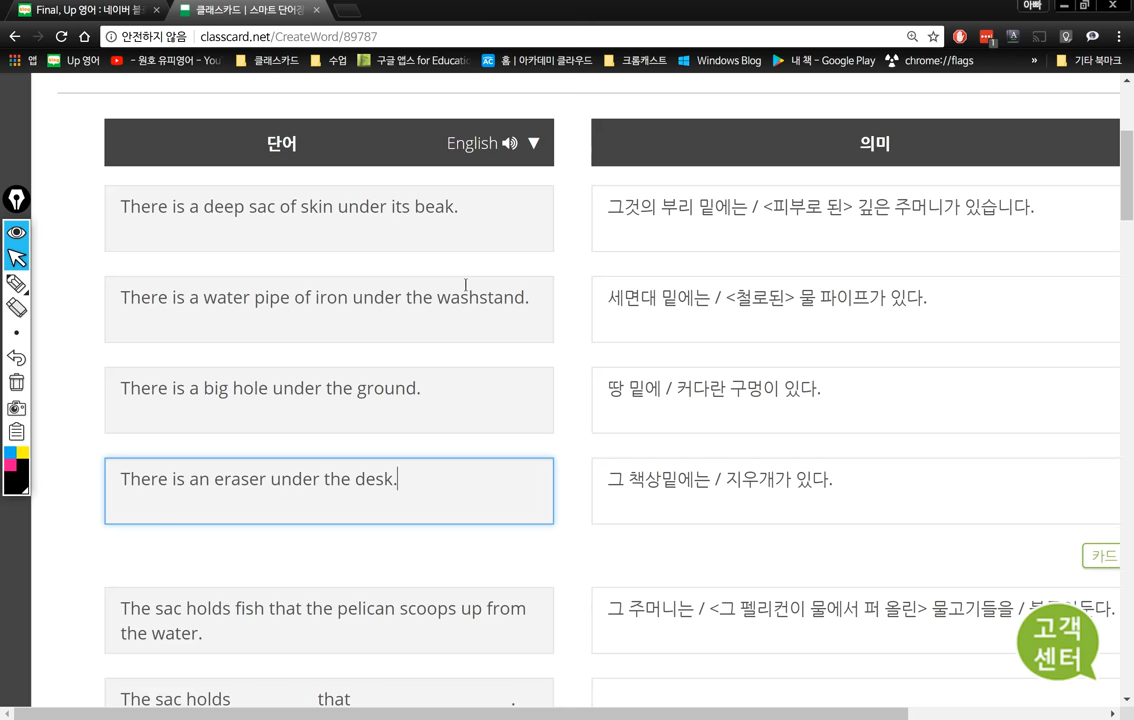 Final, Up 영어 : 네이버 블
클래스카드 | 스마트 단어장
아빠
안전하지 않음
classcard.net/CreateWord/89787
앱
Up 영어
- 원호 유피영어 - You
클래스카드
수업
구글 앱스 for Educatio
홈 | 아카데미 클라우드
크롬캐스트
Windows Blog
내 책 - Google Play
chrome://flags
»
기타 북마크
단어
English
의미
There is a deep sac of skin under its beak.
그것의 부리 밑에는 / <피부로 된> 깊은 주머니가 있습니다.
There is a water pipe of iron under the washstand.
세면대 밑에는 / <철로된> 물 파이프가 있다.
There is a big hole under the ground.
땅 밑에 / 커다란 구멍이 있다.
There is an eraser under the desk.
그 책상밑에는 / 지우개가 있다.
카드
The sac holds fish that the pelican scoops up from
the water.
그 주머니는 / <그 펠리컨이 물에서 퍼 올린> 물고기들을 /
고객
센터
The sac holds that .